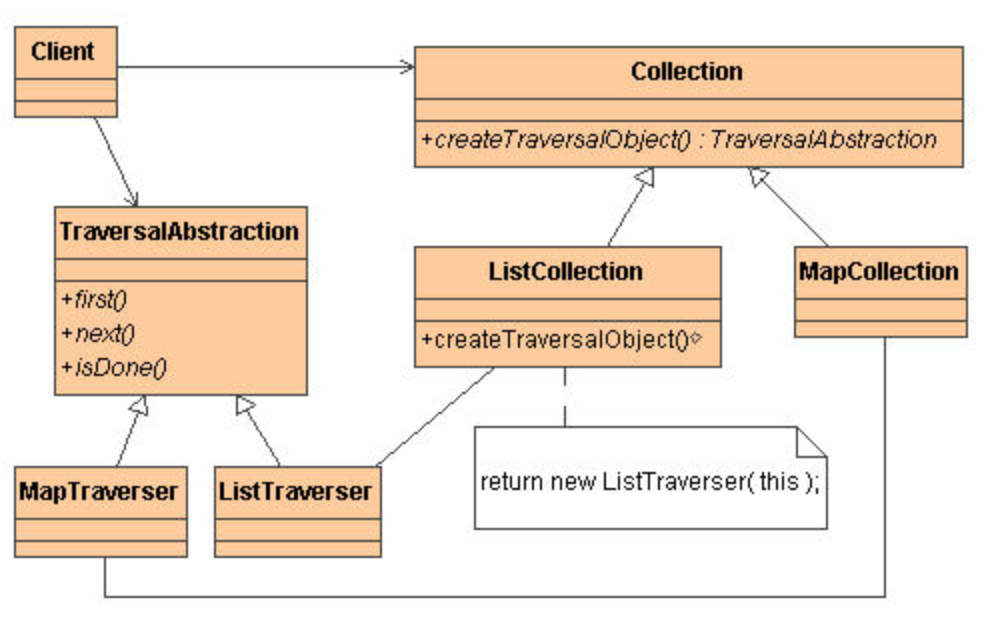 Client
Collection
+createTraversalObject() : TraversalAbstraction
TraversalAbstraction
+first()
+next()
+isDone()
ListCollection
+createTraversalObject()
MapCollection
return new ListTraverser( this );
MapTraverser
ListTraverser